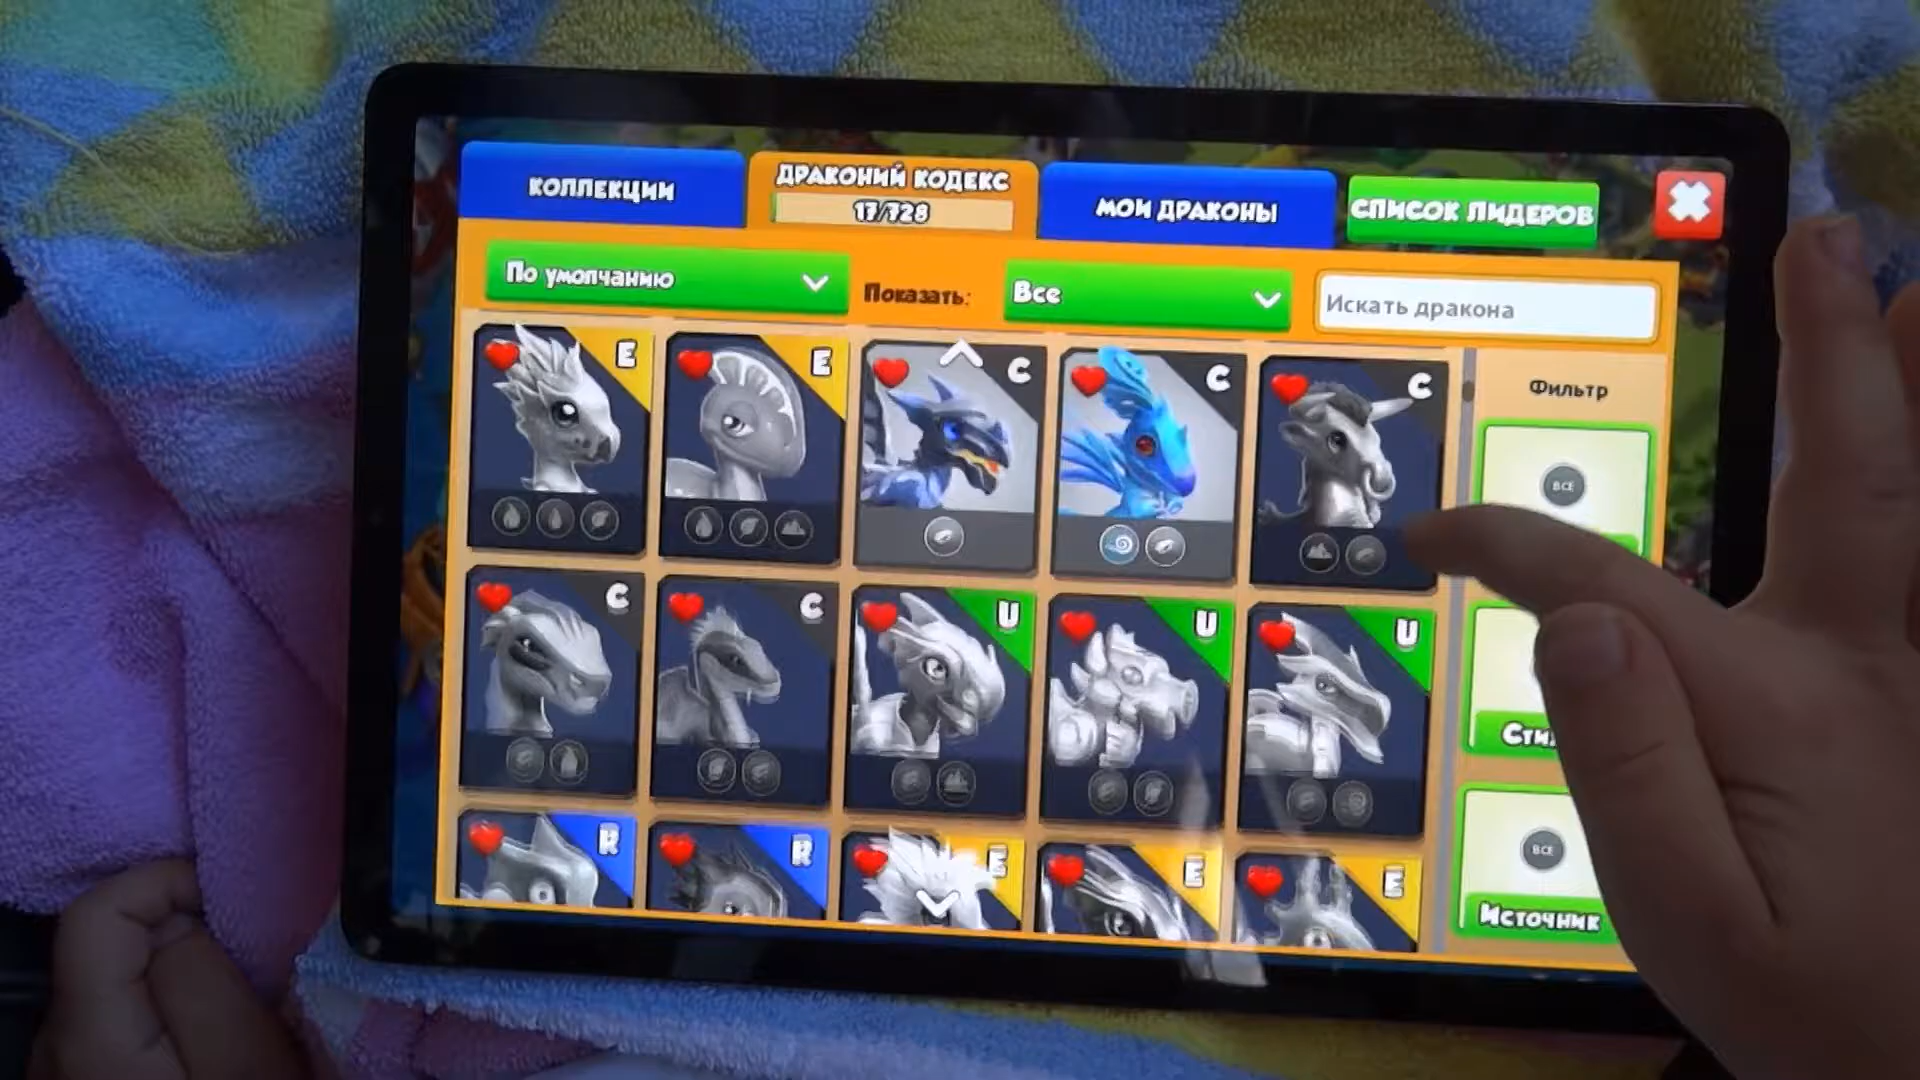 КОЛЛЕКЦИИ
ДРАКОНИЙ КОДЕКС
17/728
МОИ ДРАКОНЫ
СПИСОК ЛИДЕРОВ
По умолчанию
Показать:
Все
Искать дракона
E
E
C
C
C
Фильтр
ВСЕ
C
C
U
U
U
R
R
E
E
E
ВСЕ
Источник